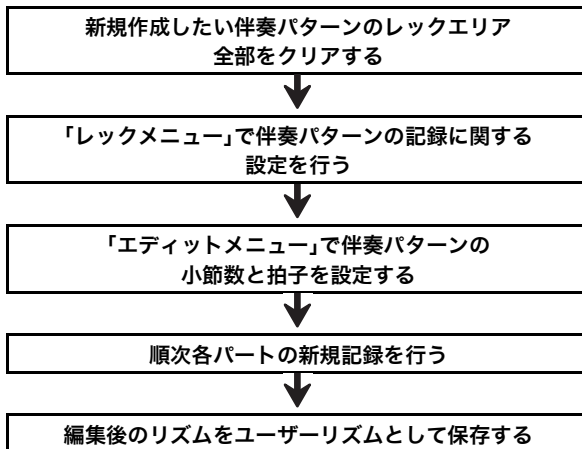 新規作成したい伴奏パターンのレックエリア
全部をクリアする
「レックメニュー」で伴奏パターンの記録に関する
設定を行う
「エディットメニュー」で伴奏パターンの
小節数と拍子を設定する
順次各パートの新規記録を行う
編集後のリズムをユーザーリズムとして保存する